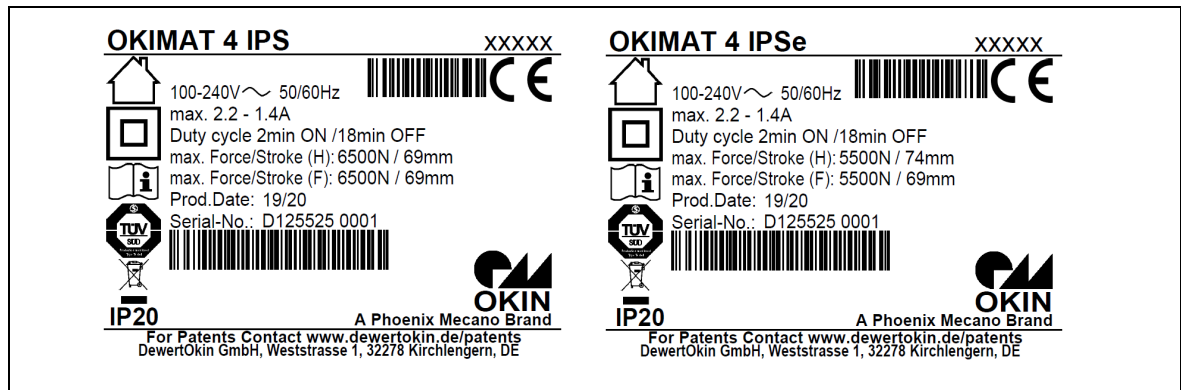 OKIMAT 4 IPS xxxxx
100-240V~ 50/60Hz
CE
max. 2.2 - 1.4A
Duty cycle 2min ON /18min OFF
max. Force/Stroke (H): 6500N / 69mm
max. Force/Stroke (F): 6500N / 69mm
Prod.Date: 19/20
Serial-No.: D125525 0001
TÜV
SÜD
OKIN
IP20
A Phoenix Mecano Brand
For Patents Contact www.dewertokin.de/patents
DewertOkin GmbH, Weststrasse 1, 32278 Kirchlengern, DE
OKIMAT 4 IPSe xxxxx
100-240V~ 50/60Hz
CE
max. 2.2 - 1.4A
Duty cycle 2min ON /18min OFF
max. Force/Stroke (H): 5500N / 74mm
max. Force/Stroke (F): 5500N / 69mm
Prod.Date: 19/20
Serial-No.: D125525 0001
TÜV
SÜD
OKIN
IP20
A Phoenix Mecano Brand
For Patents Contact www.dewertokin.de/patents
DewertOkin GmbH, Weststrasse 1, 32278 Kirchlengern, DE